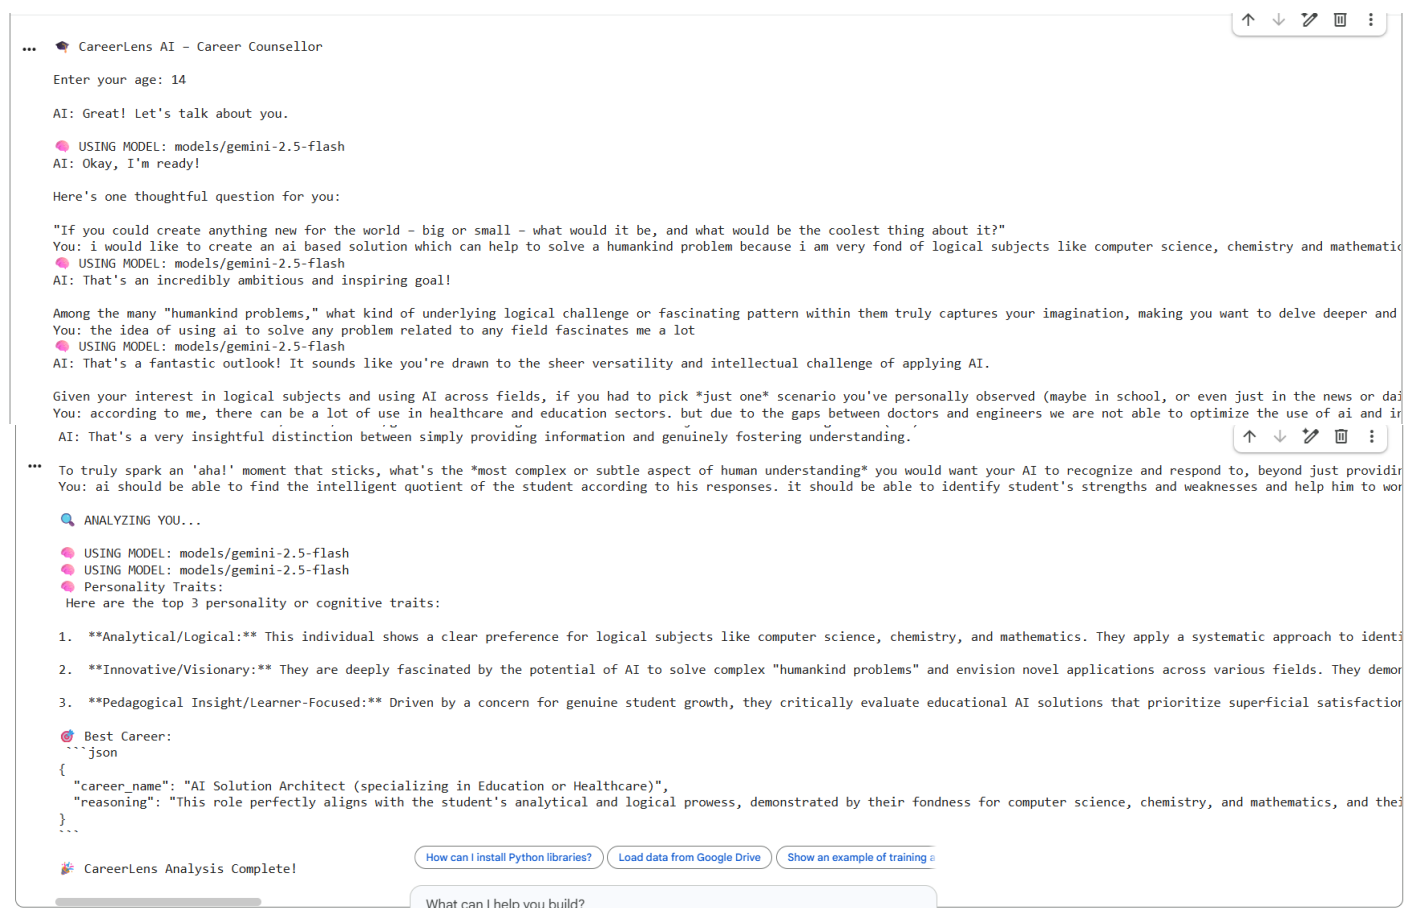 CareerLens AI – Career Counsellor
Enter your age: 14
AI: Great! Let's talk about you.
USING MODEL: models/gemini-2.5-flash
AI: Okay, I'm ready!
Here's one thoughtful question for you:
"If you could create anything new for the world – big or small – what would it be, and what would be the coolest thing about it?"
You: i would like to create an ai based solution which can help to solve a humankind problem because i am very fond of logical subjects like computer science, chemistry and
USING MODEL: models/gemini-2.5-flash
AI: That's an incredibly ambitious and inspiring goal!
Among the many "humankind problems," what kind of underlying logical challenge or fascinating pattern within them truly captures your imagination, making you want to delve deeper and
You: the idea of using ai to solve any problem related to any field fascinates me a lot
USING MODEL: models/gemini-2.5-flash
AI: That's a fantastic outlook! It sounds like you're drawn to the sheer versatility and intellectual challenge of applying AI.
Given your interest in logical subjects and using AI across fields, if you had to pick *just one* scenario you've personally observed (maybe in school, or even just in the news or
You: according to me, there can be a lot of use in healthcare and education sectors. but due to the gaps between doctors and engineers we are not able to optimize the use of ai and
AI: That's a very insightful distinction between simply providing information and genuinely fostering understanding.
To truly spark an 'aha!' moment that sticks, what's the *most complex or subtle aspect of human understanding* you would want your AI to recognize and respond to, beyond just
You: ai should be able to find the intelligent quotient of the student according to his responses. it should be able to identify student's strengths and weaknesses and help him to
ANALYZING YOU...
USING MODEL: models/gemini-2.5-flash
USING MODEL: models/gemini-2.5-flash
Personality Traits:
Here are the top 3 personality or cognitive traits:
1. **Analytical/Logical:** This individual shows a clear preference for logical subjects like computer science, chemistry, and mathematics. They apply a systematic approach to
2. **Innovative/Visionary:** They are deeply fascinated by the potential of AI to solve complex "humankind problems" and envision novel applications across various fields. They
3. **Pedagogical Insight/Learner-Focused:** Driven by a concern for genuine student growth, they critically evaluate educational AI solutions that prioritize superficial satisfaction
Best Career:
```json
{
"career_name": "AI Solution Architect (specializing in Education or Healthcare)",
"reasoning": "This role perfectly aligns with the student's analytical and logical prowess, demonstrated by their fondness for computer science, chemistry, and mathematics, and
}
```
CareerLens Analysis Complete!
How can I install Python libraries?
Load data from Google Drive
Show an example of training
What can I help you build?